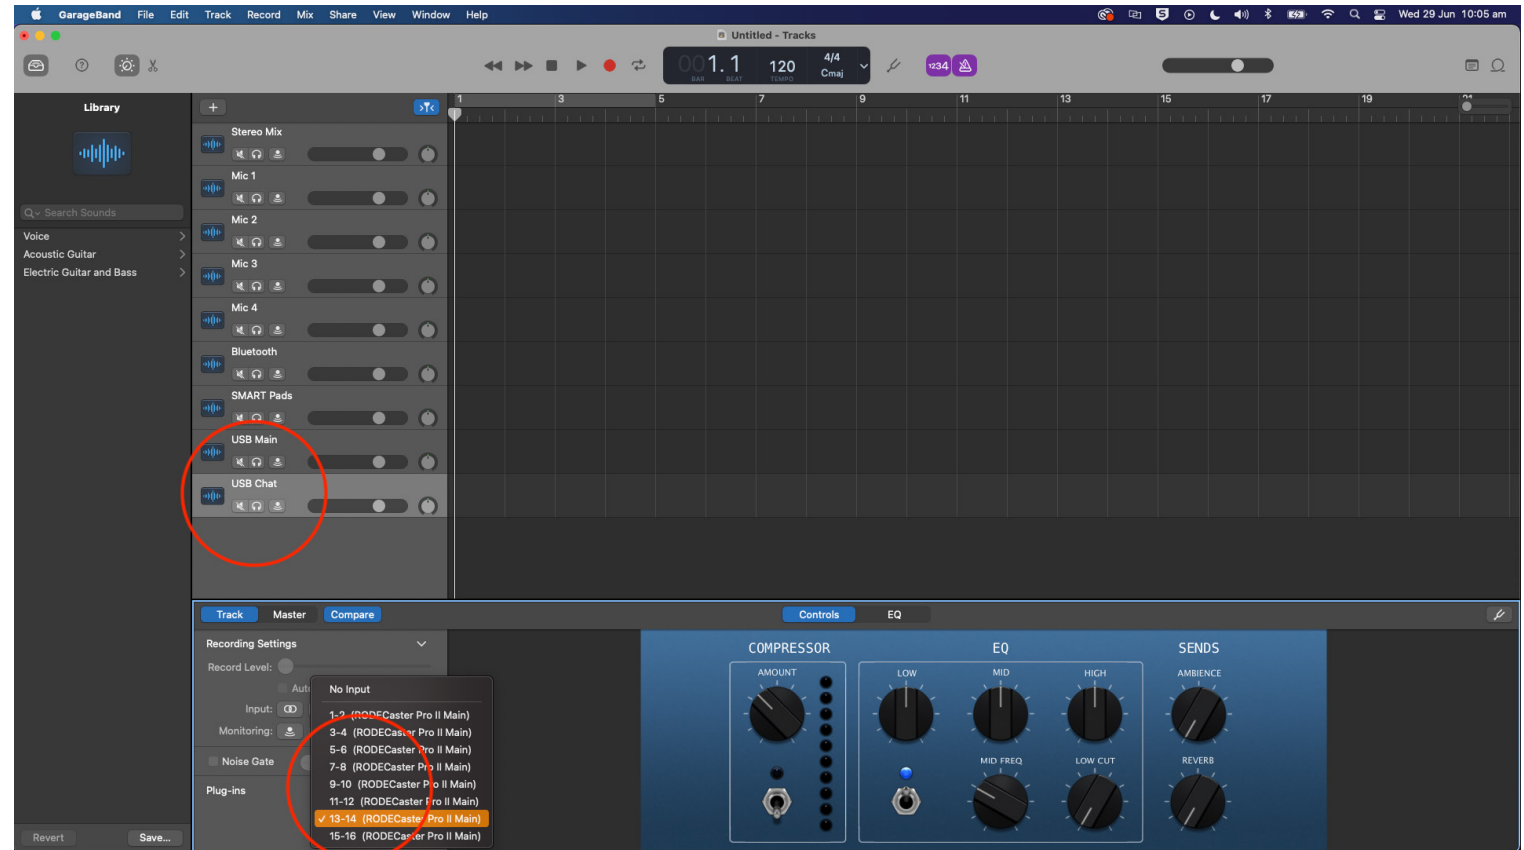 GarageBand File Edit Track Record Mix Share View Window Help
Wed 29 Jun 10:05 am
Untitled - Tracks
001.1 120 4/4
Cmaj
BAR BEAT TEMPO
1234
Library
1 3 5 7 9 11 13 15 17 19
Search Sounds
Voice
Acoustic Guitar
Electric Guitar and Bass
Stereo Mix
Mic 1
Mic 2
Mic 3
Mic 4
Bluetooth
SMART Pads
USB Main
USB Chat
Track Master Compare
Controls EQ
Recording Settings
Record Level:
Input:
Monitoring:
Noise Gate
Plug-ins
No Input
1-2 (RODECaster Pro II Main)
3-4 (RODECaster Pro II Main)
5-6 (RODECaster Pro II Main)
7-8 (RODECaster Pro II Main)
9-10 (RODECaster Pro II Main)
11-12 (RODECaster Pro II Main)
13-14 (RODECaster Pro II Main)
15-16 (RODECaster Pro II Main)
COMPRESSOR EQ SENDS
AMOUNT LOW MID HIGH AMBIENCE
MID FREQ LOW CUT REVERB
Revert Save...